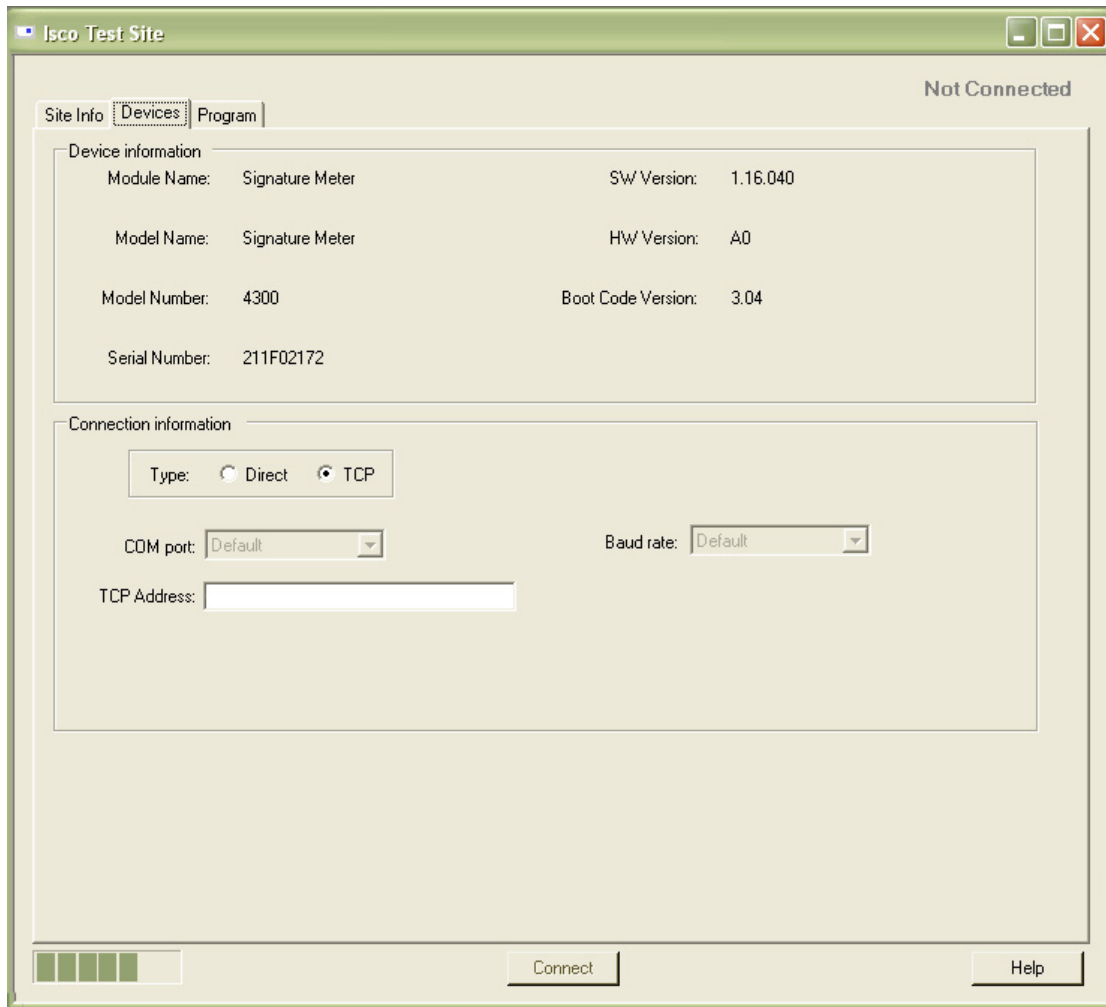 Isco Test Site
Not Connected
Site Info Devices Program
Device information
Module Name: Signature Meter SW Version: 1.16.040
Model Name: Signature Meter HW Version: A0
Model Number: 4300 Boot Code Version: 3.04
Serial Number: 211F02172
Connection information
Type: Direct TCP
COM port: Default Baud rate: Default
TCP Address:
Connect Help